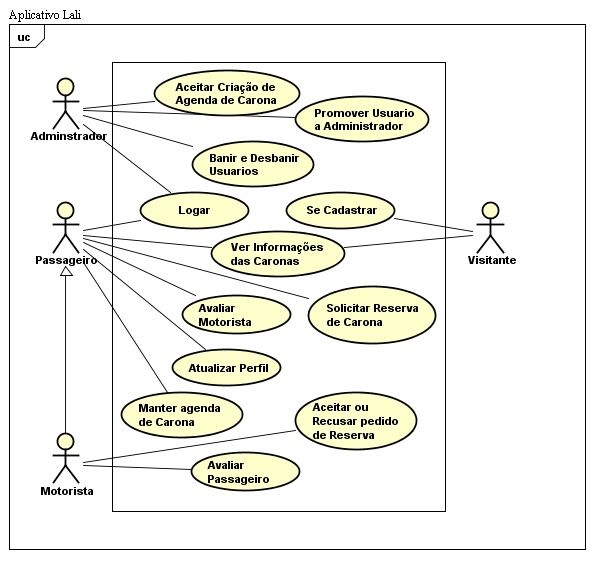 Aplicativo Lali
uc
Aceitar Criação de
Agenda de Carona
Promover Usuario
a Administrador
Adminstrador
Banir e Desbanir
Usuarios
Logar
Se Cadastrar
Ver Informações
das Caronas
Passageiro
Visitante
Avaliar
Motorista
Solicitar Reserva
de Carona
Atualizar Perfil
Manter agenda
de Carona
Aceitar ou
Recusar pedido
de Reserva
Avaliar
Passageiro
Motorista